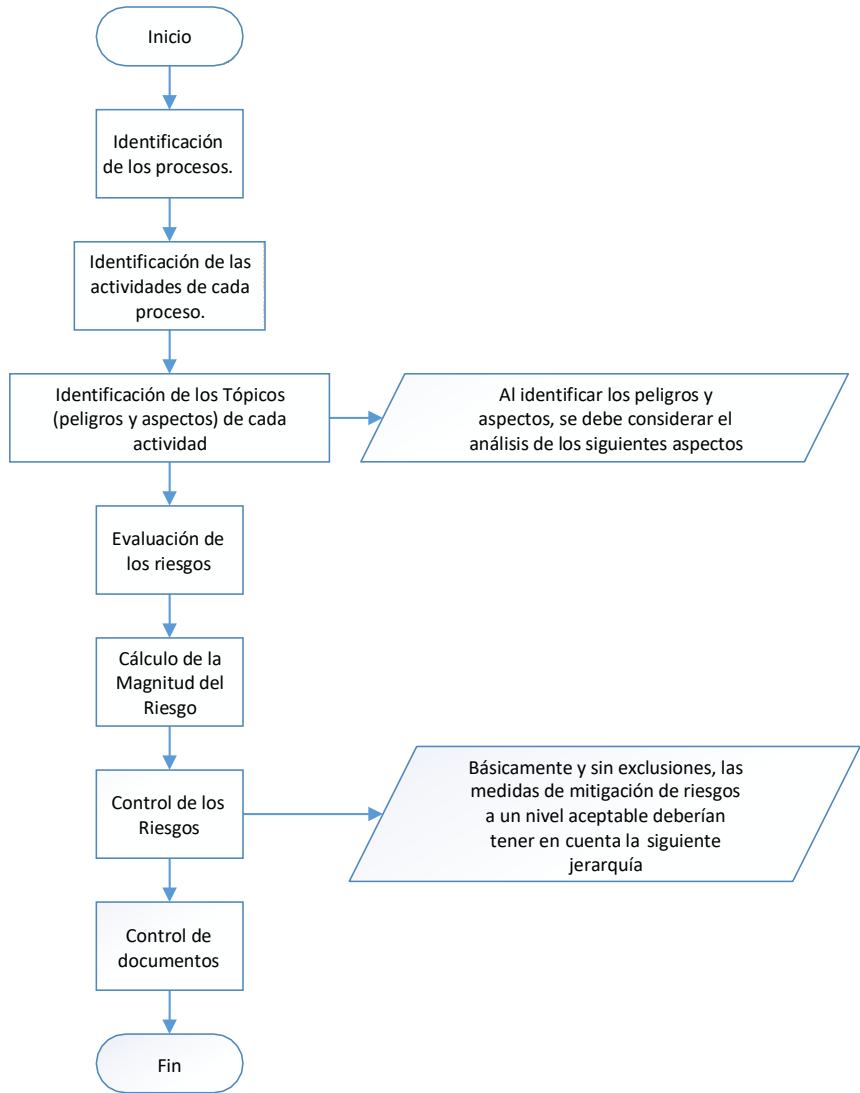 Inicio
Identificación
de los procesos.
Identificación de las
actividades de cada
proceso.
Identificación de los Tópicos
(peligros y aspectos) de cada
actividad
Al identificar los peligros y
aspectos, se debe considerar el
análisis de los siguientes aspectos
Evaluación de
los riesgos
Cálculo de la
Magnitud del
Riesgo
Control de los
Riesgos
Básicamente y sin exclusiones, las
medidas de mitigación de riesgos
a un nivel aceptable deberían
tener en cuenta la siguiente
jerarquía
Control de
documentos
Fin